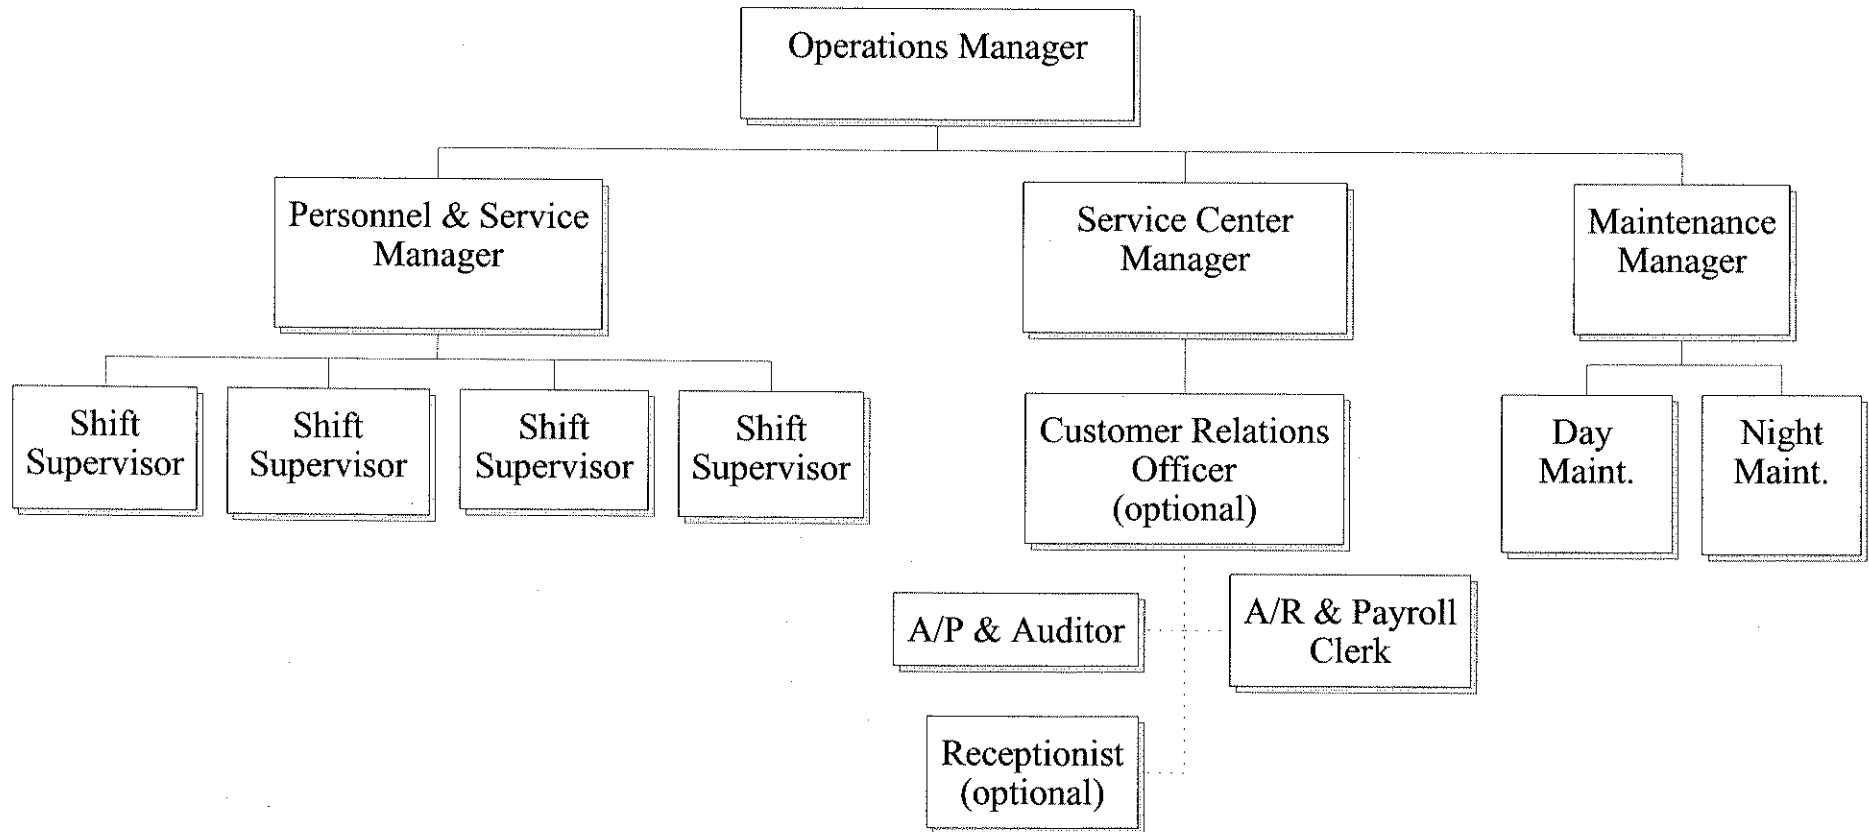 Operations Manager
Personnel & Service
Manager
Service Center
Manager
Maintenance
Manager
Shift
Supervisor
Shift
Supervisor
Shift
Supervisor
Shift
Supervisor
Customer Relations
Officer
(optional)
Day
Maint.
Night
Maint.
A/P & Auditor
A/R & Payroll
Clerk
Receptionist
(optional)